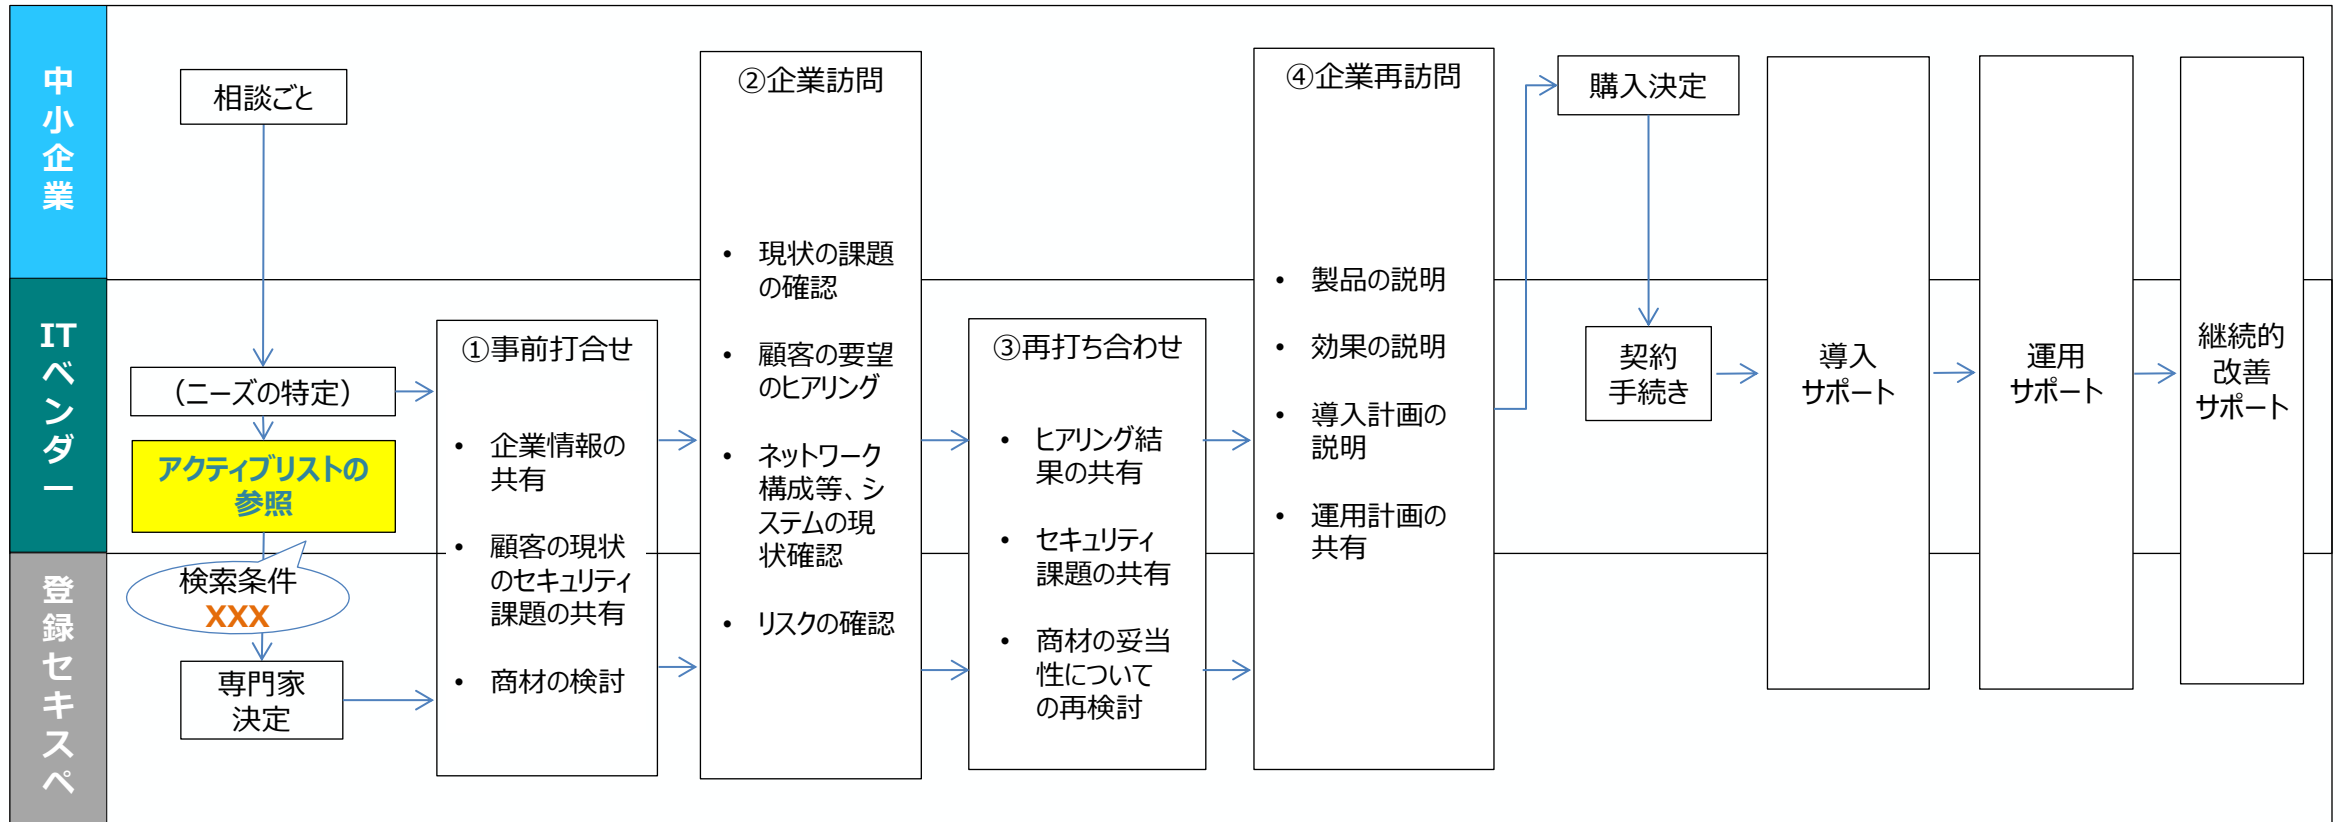 中小企業
ITベンダー
登録セキスペ
相談ごと
（ニーズの特定）
アクティブリストの
参照
検索条件
XXX
専門家
決定
①事前打合せ
• 企業情報の
共有
• 顧客の現状
のセキュリティ
課題の共有
• 商材の検討
②企業訪問
• 現状の課題
の確認
• 顧客の要望
のヒアリング
• ネットワーク
構成等、シ
ステムの現
状確認
• リスクの確認
③再打ち合わせ
• ヒアリング結
果の共有
• セキュリティ
課題の共有
• 商材の妥当
性について
の再検討
④企業再訪問
• 製品の説明
• 効果の説明
• 導入計画の
説明
• 運用計画の
共有
購入決定
契約
手続き
導入
サポート
運用
サポート
継続的
改善
サポート